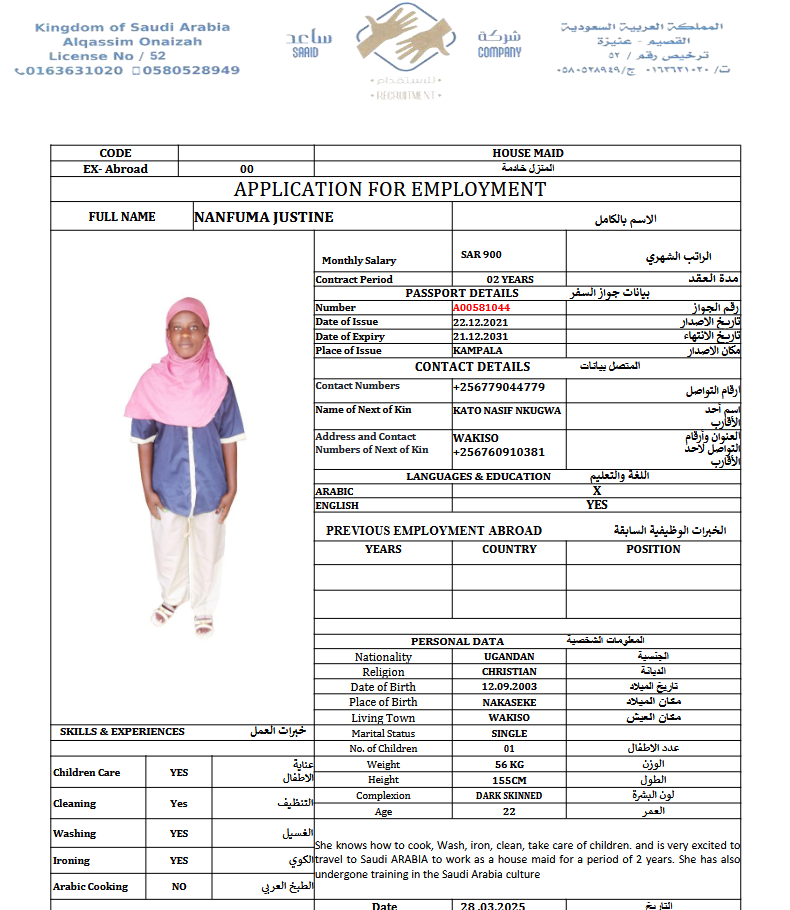 Kingdom of Saudi Arabia
Alqassim Onaizah
License No / 52
0163631020 0580528949
ساعد
SAAID
شركة
COMPANY
للاستقدام
RECRUITMENT
المملكة العربية السعودية
القصيم - عنيزة
ترخيص رقم / ٥٢
ت/ ٠١٦٣٦٣١٠٢٠ ج/ ٠٥٨٠٥٢٨٩٤٩
CODE HOUSE MAID
EX- Abroad 00 المنزل خادمة
APPLICATION FOR EMPLOYMENT
FULL NAME NANFUMA JUSTINE الاسم بالكامل
Monthly Salary SAR 900 الراتب الشهري
Contract Period 02 YEARS مدة العقد
PASSPORT DETAILS بيانات جواز السفر
Number A00581044 رقم الجواز
Date of Issue 22.12.2021 تاريخ الاصدار
Date of Expiry 21.12.2031 تاريخ الانتهاء
Place of Issue KAMPALA مكان الاصدار
CONTACT DETAILS المتصل بيانات
Contact Numbers +256779044779 ارقام التواصل
Name of Next of Kin KATO NASIF NKUGWA اسم أحد الأقارب
Address and Contact Numbers of Next of Kin WAKISO +256760910381 العنوان وأرقام التواصل لاحد الأقارب
LANGUAGES & EDUCATION اللغة والتعليم
ARABIC X
ENGLISH YES
PREVIOUS EMPLOYMENT ABROAD الخبرات الوظيفية السابقة
YEARS COUNTRY POSITION
PERSONAL DATA المعلومات الشخصية
Nationality UGANDAN الجنسية
Religion CHRISTIAN الديانة
Date of Birth 12.09.2003 تاريخ الميلاد
Place of Birth NAKASEKE مكان الميلاد
Living Town WAKISO مكان العيش
Marital Status SINGLE
No. of Children 01 عدد الاطفال
Weight 56 KG الوزن
Height 155CM الطول
Complexion DARK SKINNED لون البشرة
Age 22 العمر
SKILLS & EXPERIENCES خبرات العمل
Children Care YES عناية الاطفال
Cleaning Yes التنظيف
Washing YES الغسيل
Ironing YES الكوي
Arabic Cooking NO الطبخ العربي
She knows how to cook, Wash, iron, clean, take care of children. and is very excited to
travel to Saudi ARABIA to work as a house maid for a period of 2 years. She has also
undergone training in the Saudi Arabia culture
Date 28 .03.2025 التاريخ